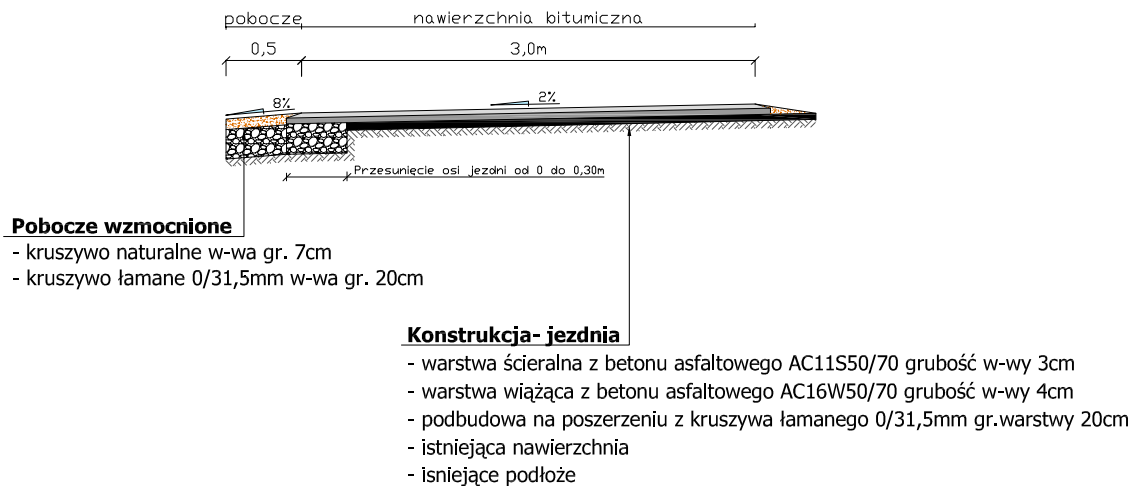 pobocze nawierzchnia bitumiczna
0,5 3,0m
8% 2%
Przesunięcie osi jezdni od 0 do 0,30m
Pobocze wzmocnione
- kruszywo naturalne w-wa gr. 7cm
- kruszywo łamane 0/31,5mm w-wa gr. 20cm
Konstrukcja- jezdnia
- warstwa ścieralna z betonu asfaltowego AC11S50/70 grubość w-wy 3cm
- warstwa wiążąca z betonu asfaltowego AC16W50/70 grubość w-wy 4cm
- podbudowa na poszerzeniu z kruszywa łamanego 0/31,5mm gr.warstwy 20cm
- istniejąca nawierzchnia
- isniejące podłoże